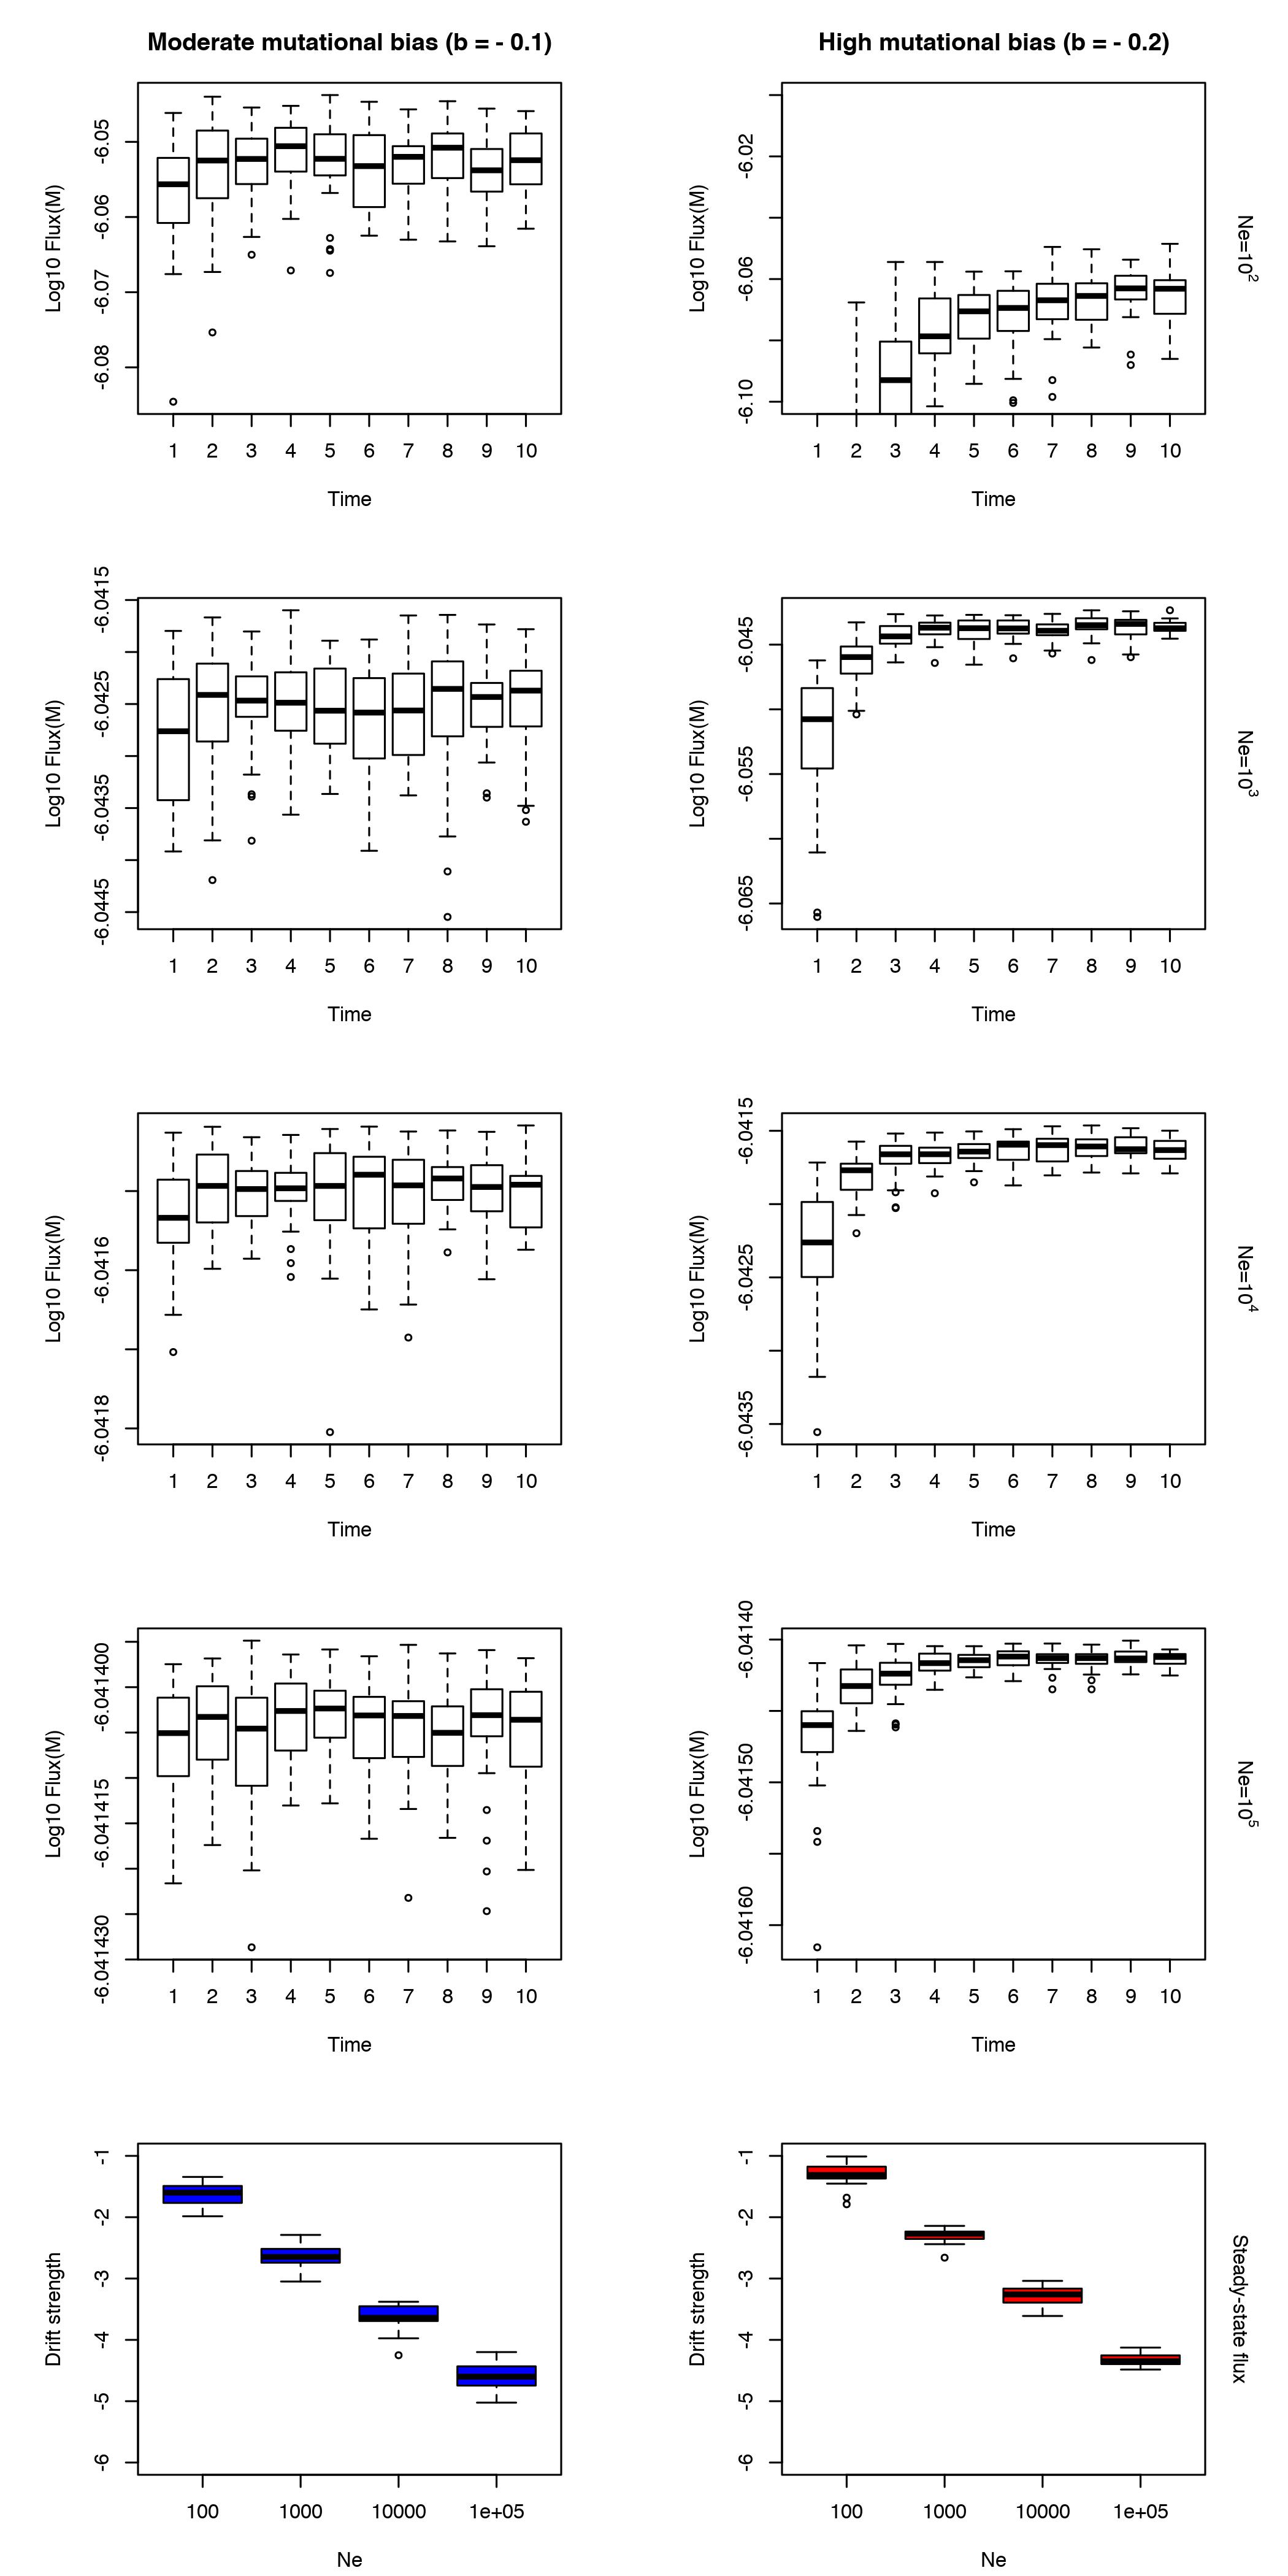 Moderate mutational bias (b = - 0.1)
High mutational bias (b = - 0.2)
Log10 Flux(M)
-6.05
-6.06
-6.07
-6.08
1 2 3 4 5 6 7 8 9 10
Time
Log10 Flux(M)
-6.02
-6.06
-6.10
1 2 3 4 5 6 7 8 9 10
Time
Ne=10²
Log10 Flux(M)
-6.0415
-6.0425
-6.0435
-6.0445
1 2 3 4 5 6 7 8 9 10
Time
Log10 Flux(M)
-6.045
-6.055
-6.065
1 2 3 4 5 6 7 8 9 10
Time
Ne=10³
Log10 Flux(M)
-6.0416
-6.0418
1 2 3 4 5 6 7 8 9 10
Time
Log10 Flux(M)
-6.0415
-6.0425
-6.0435
1 2 3 4 5 6 7 8 9 10
Time
Ne=10⁴
Log10 Flux(M)
-6.041400
-6.041415
-6.041430
1 2 3 4 5 6 7 8 9 10
Time
Log10 Flux(M)
-6.04140
-6.04150
-6.04160
1 2 3 4 5 6 7 8 9 10
Time
Ne=10⁵
Drift strength
-1
-2
-3
-4
-5
-6
100 1000 10000 1e+05
Ne
Drift strength
-1
-2
-3
-4
-5
-6
100 1000 10000 1e+05
Ne
Steady-state flux